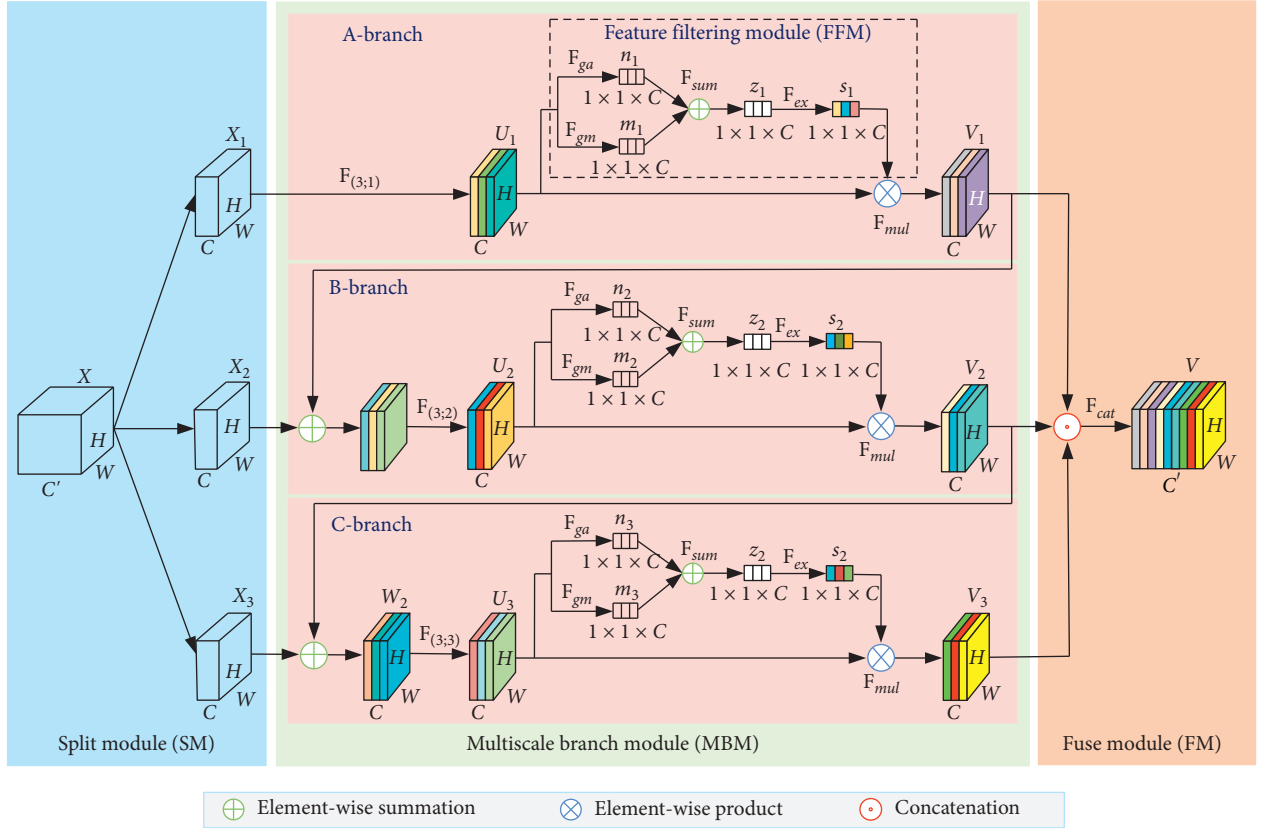 A-branch
Feature filtering module (FFM)
F_ga n_1 F_sum z_1 F_ex s_1
1 × 1 × C
F_gm m_1 1 × 1 × C 1 × 1 × C
1 × 1 × C
X_1 F_(3;1) U_1 V_1
H W C
H W C
F_mul
H W C
B-branch
F_ga n_2 F_sum z_2 F_ex s_2
1 × 1 × C
F_gm m_2 1 × 1 × C 1 × 1 × C
1 × 1 × C
X X_2 F_(3;2) U_2 V_2 V
H W C′
H W C
H W C
F_mul
H W C
F_cat
H W C′
C-branch
F_ga n_3 F_sum z_2 F_ex s_2
1 × 1 × C
F_gm m_3 1 × 1 × C 1 × 1 × C
1 × 1 × C
X_3 W_2 F_(3;3) U_3 V_3
H W C
H W C
H W C
F_mul
H W C
Split module (SM)
Multiscale branch module (MBM)
Fuse module (FM)
Element-wise summation
Element-wise product
Concatenation